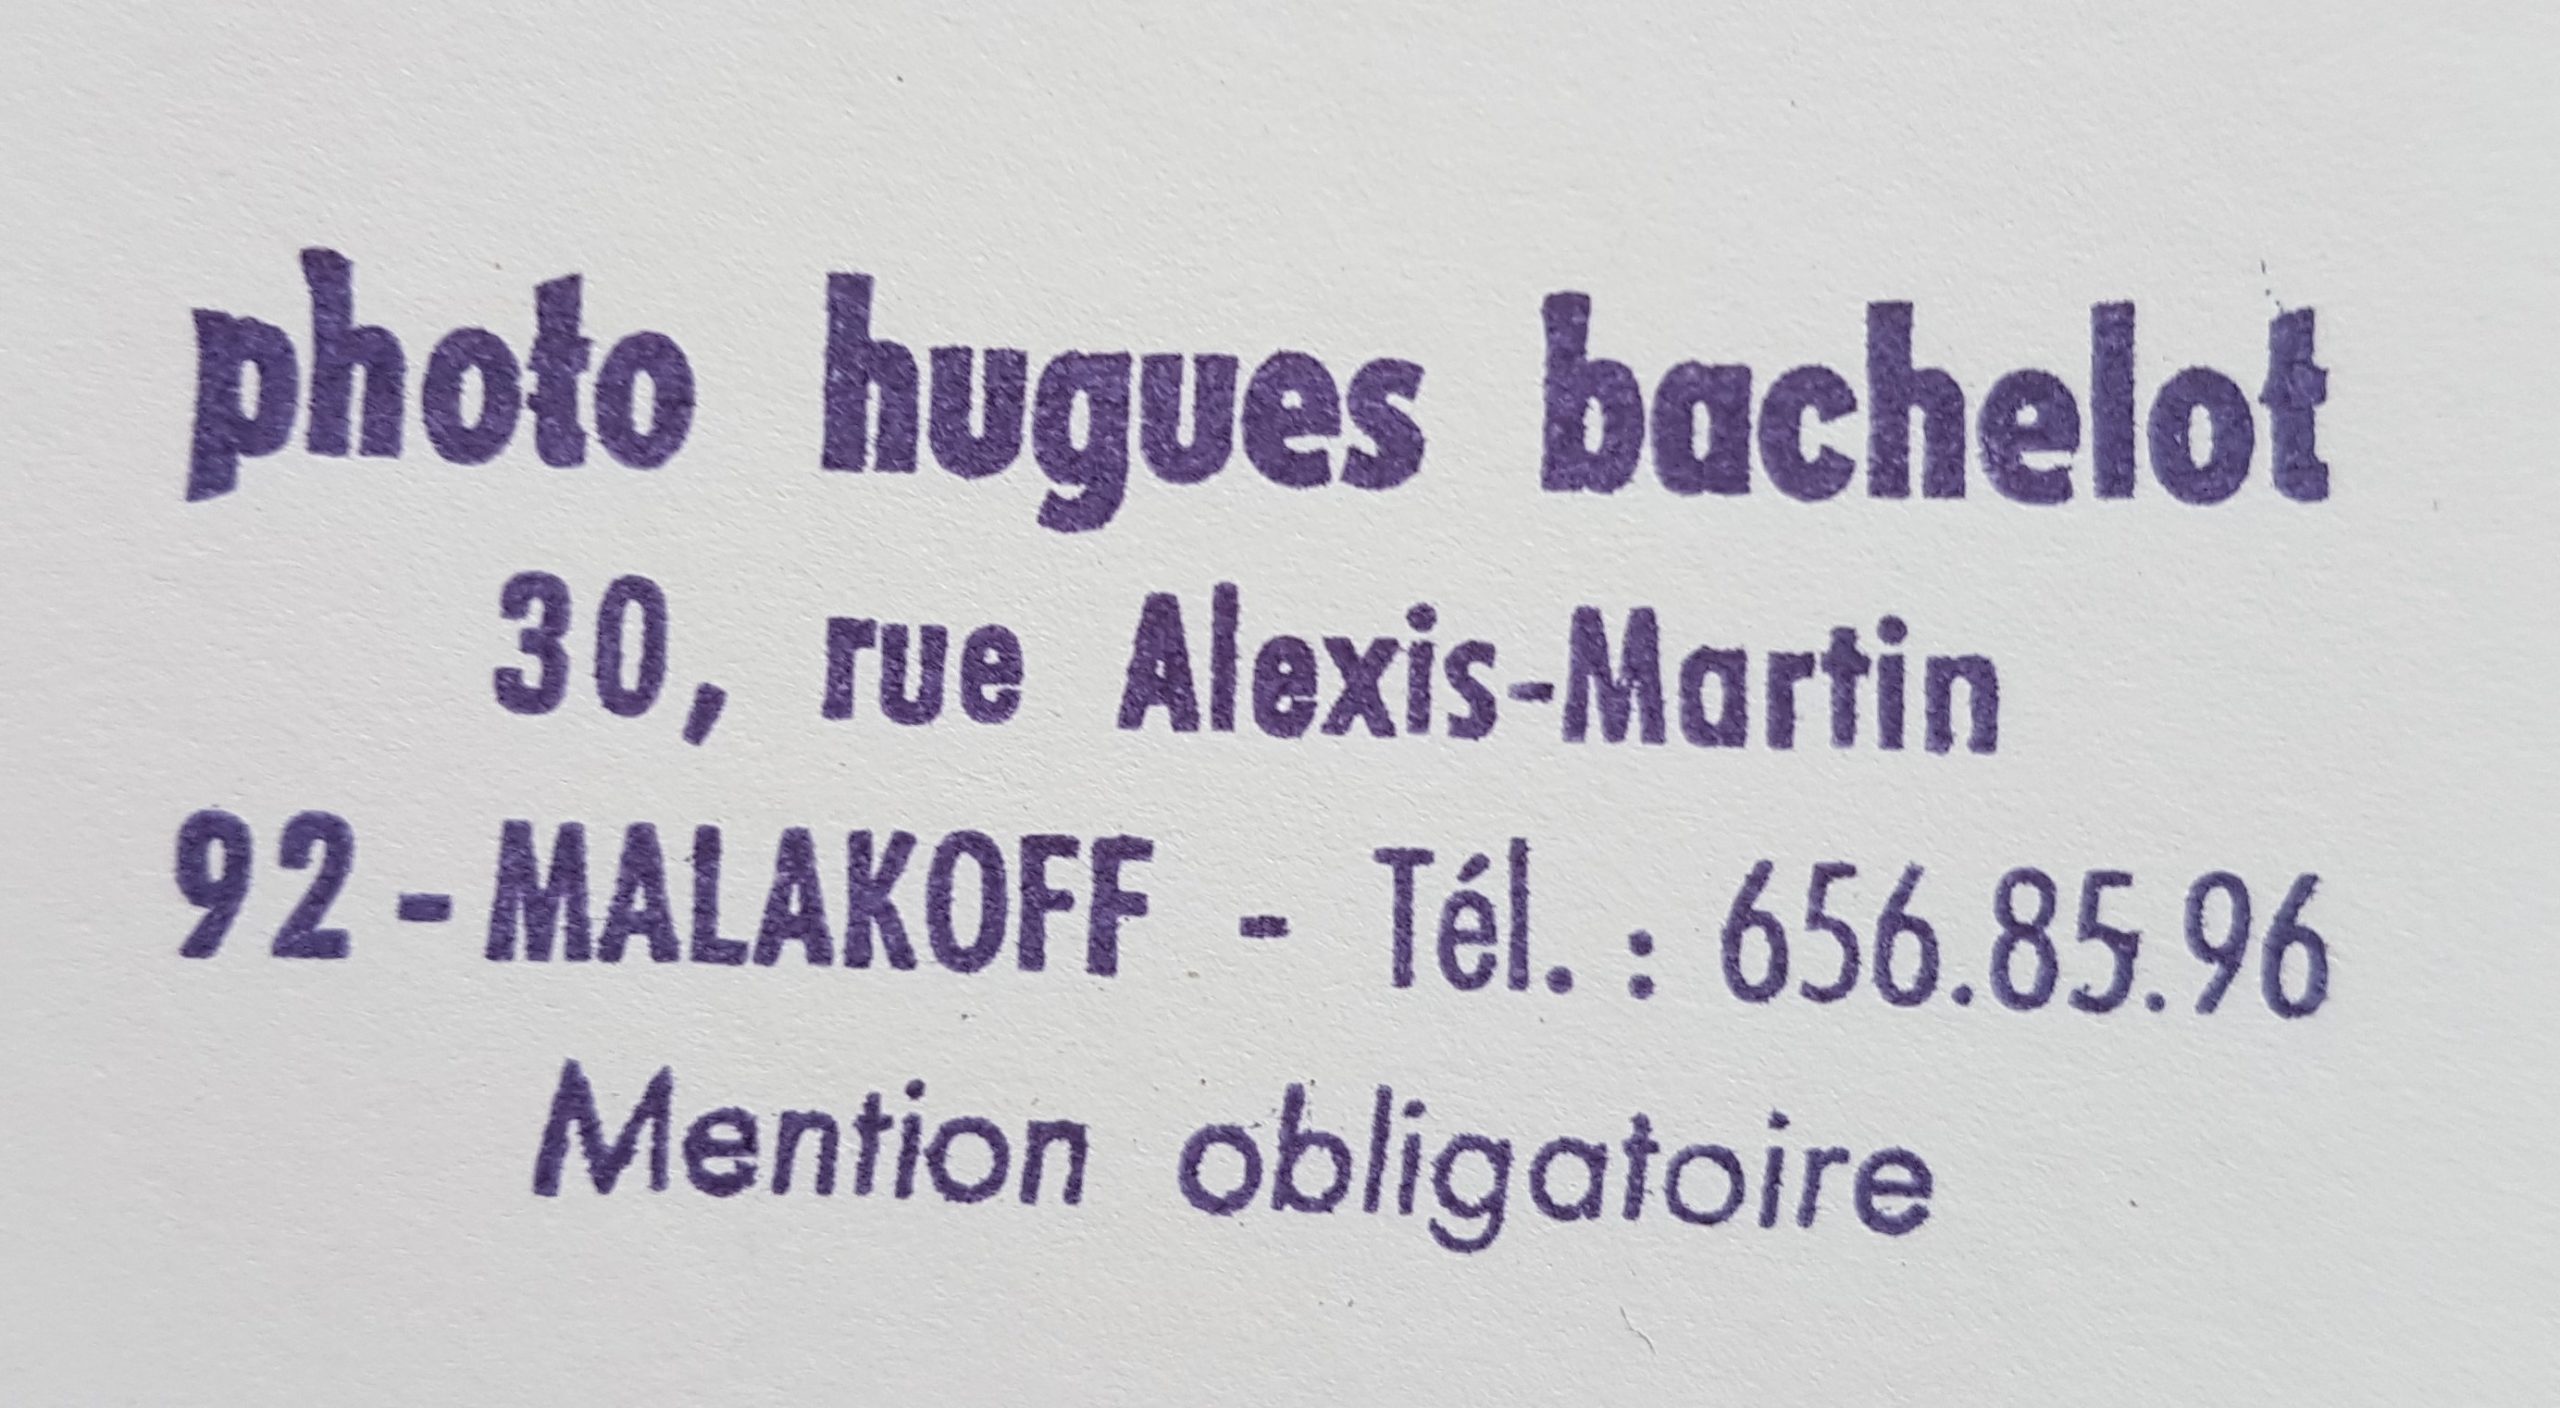 photo hugues bachelot
30, rue Alexis-Martin
92-MALAKOFF - Tél. : 656.85.96
Mention obligatoire